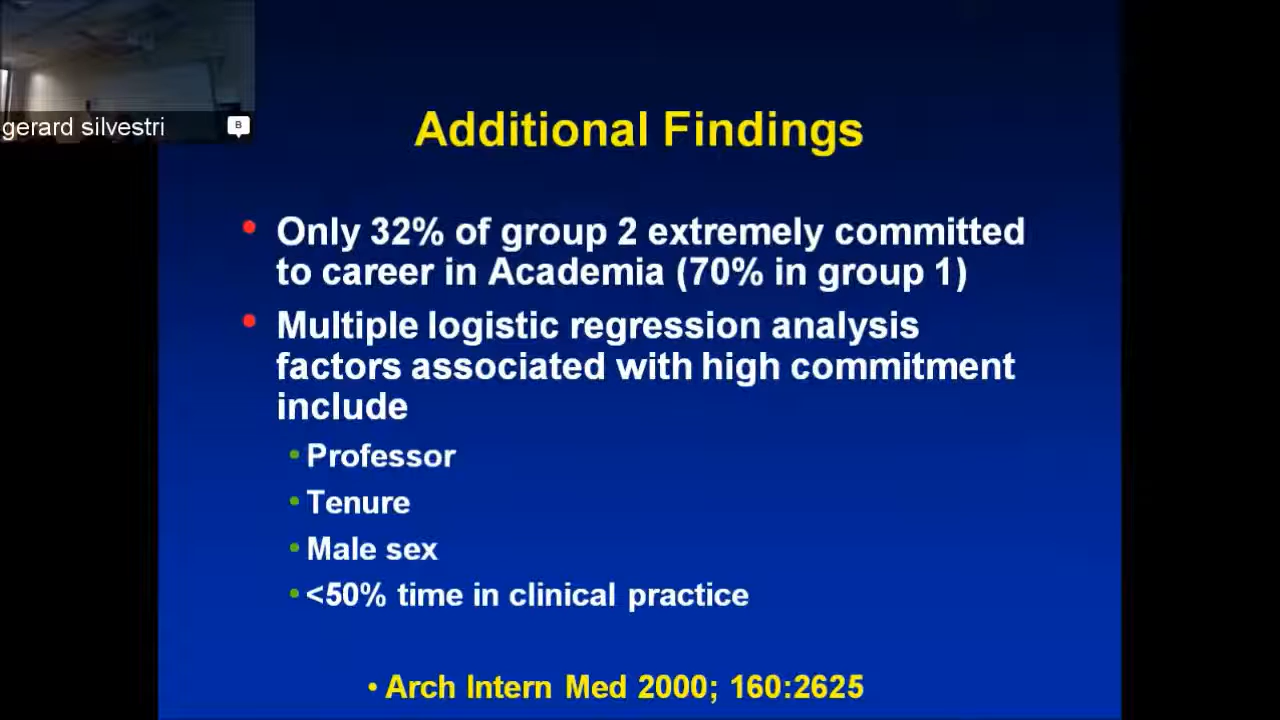 gerard silvestri
B
Additional Findings
• Only 32% of group 2 extremely committed
to career in Academia (70% in group 1)
• Multiple logistic regression analysis
factors associated with high commitment
include
• Professor
• Tenure
• Male sex
• <50% time in clinical practice
• Arch Intern Med 2000; 160:2625